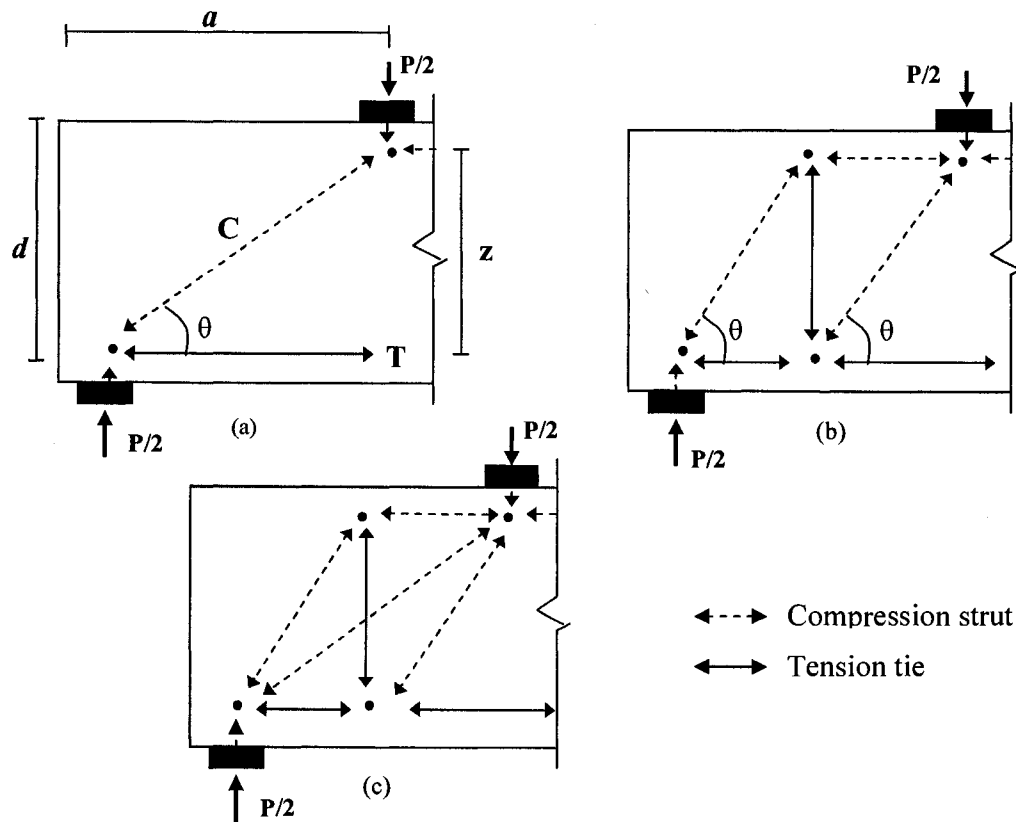 a
P/2
d
C
z
θ
T
P/2
(a)
P/2
θ
θ
P/2
(b)
P/2
P/2
(c)
Compression strut
Tension tie